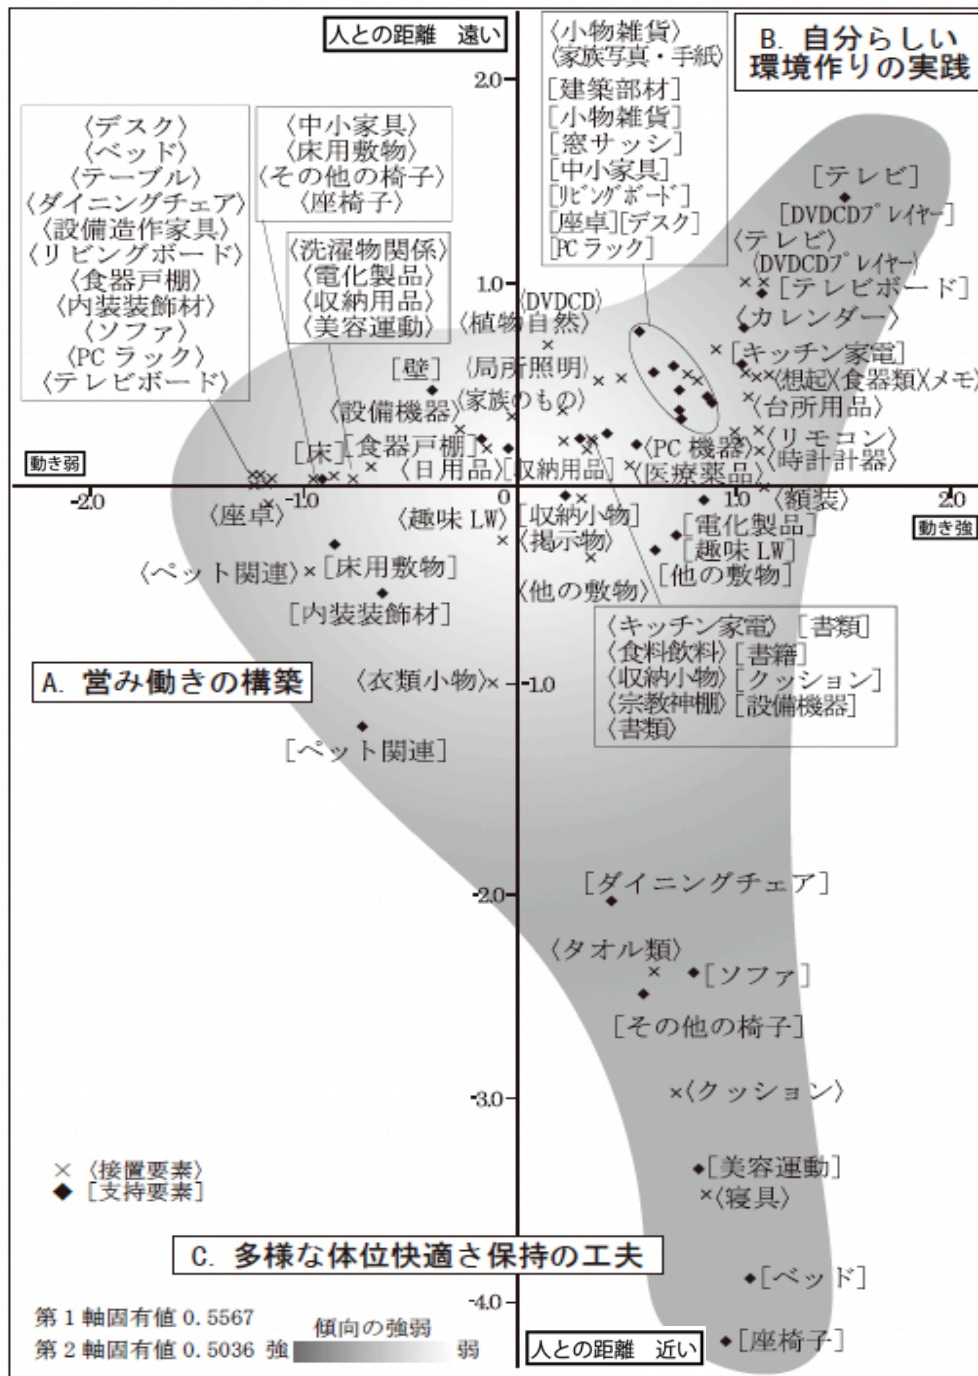 人との距離 遠い
B. 自分らしい
環境作りの実践
2.0
〈デスク〉
〈ベッド〉
〈テーブル〉
〈ダイニングチェア〉
〈設備造作家具〉
〈リビングボード〉
〈食器戸棚〉
〈内装装飾材〉
〈ソファ〉
〈PCラック〉
〈テレビボード〉
〈中小家具〉
〈床用敷物〉
〈その他の椅子〉
〈座椅子〉
〈洗濯物関係〉
〈電化製品〉
〈収納用品〉
〈美容運動〉
〈小物雑貨〉
〈家族写真・手紙〉
[建築部材]
[小物雑貨]
[窓サッシ]
[中小家具]
[リビングボード]
[座卓][デスク]
[PCラック]
[テレビ]
[DVDCDプレイヤー]
〈テレビ〉
〈DVDCDプレイヤー〉
[テレビボード]
1.0
〈DVDCD〉
〈植物自然〉
〈カレンダー〉
[壁]
〈局所照明〉
[キッチン家電]
〈想起〉〈食器類〉〈メモ〉
〈設備機器〉
〈家族のもの〉
〈台所用品〉
[床]
[食器戸棚]
〈PC機器〉
〈リモコン〉
動き弱
〈日用品〉
[収納用品]
〈医療薬品〉
〈時計計器〉
-2.0
-1.0
0
1.0
2.0
〈座卓〉
〈趣味LW〉
[収納小物]
〈額装〉
動き強
[電化製品]
〈掲示物〉
[趣味LW]
〈ペット関連〉
[床用敷物]
[他の敷物]
[内装装飾材]
〈他の敷物〉
〈キッチン家電〉 [書類]
〈食料飲料〉[書籍]
〈収納小物〉[クッション]
〈宗教神棚〉[設備機器]
〈書類〉
A. 営み働きの構築
〈衣類小物〉
-1.0
[ペット関連]
[ダイニングチェア]
-2.0
〈タオル類〉
[ソファ]
[その他の椅子]
-3.0
〈クッション〉
[美容運動]
〈寝具〉
× 〈接置要素〉
◆ [支持要素]
C. 多様な体位快適さ保持の工夫
[ベッド]
-4.0
第1軸固有値 0.5567
傾向の強弱
第2軸固有値 0.5036 強 弱
人との距離 近い
[座椅子]